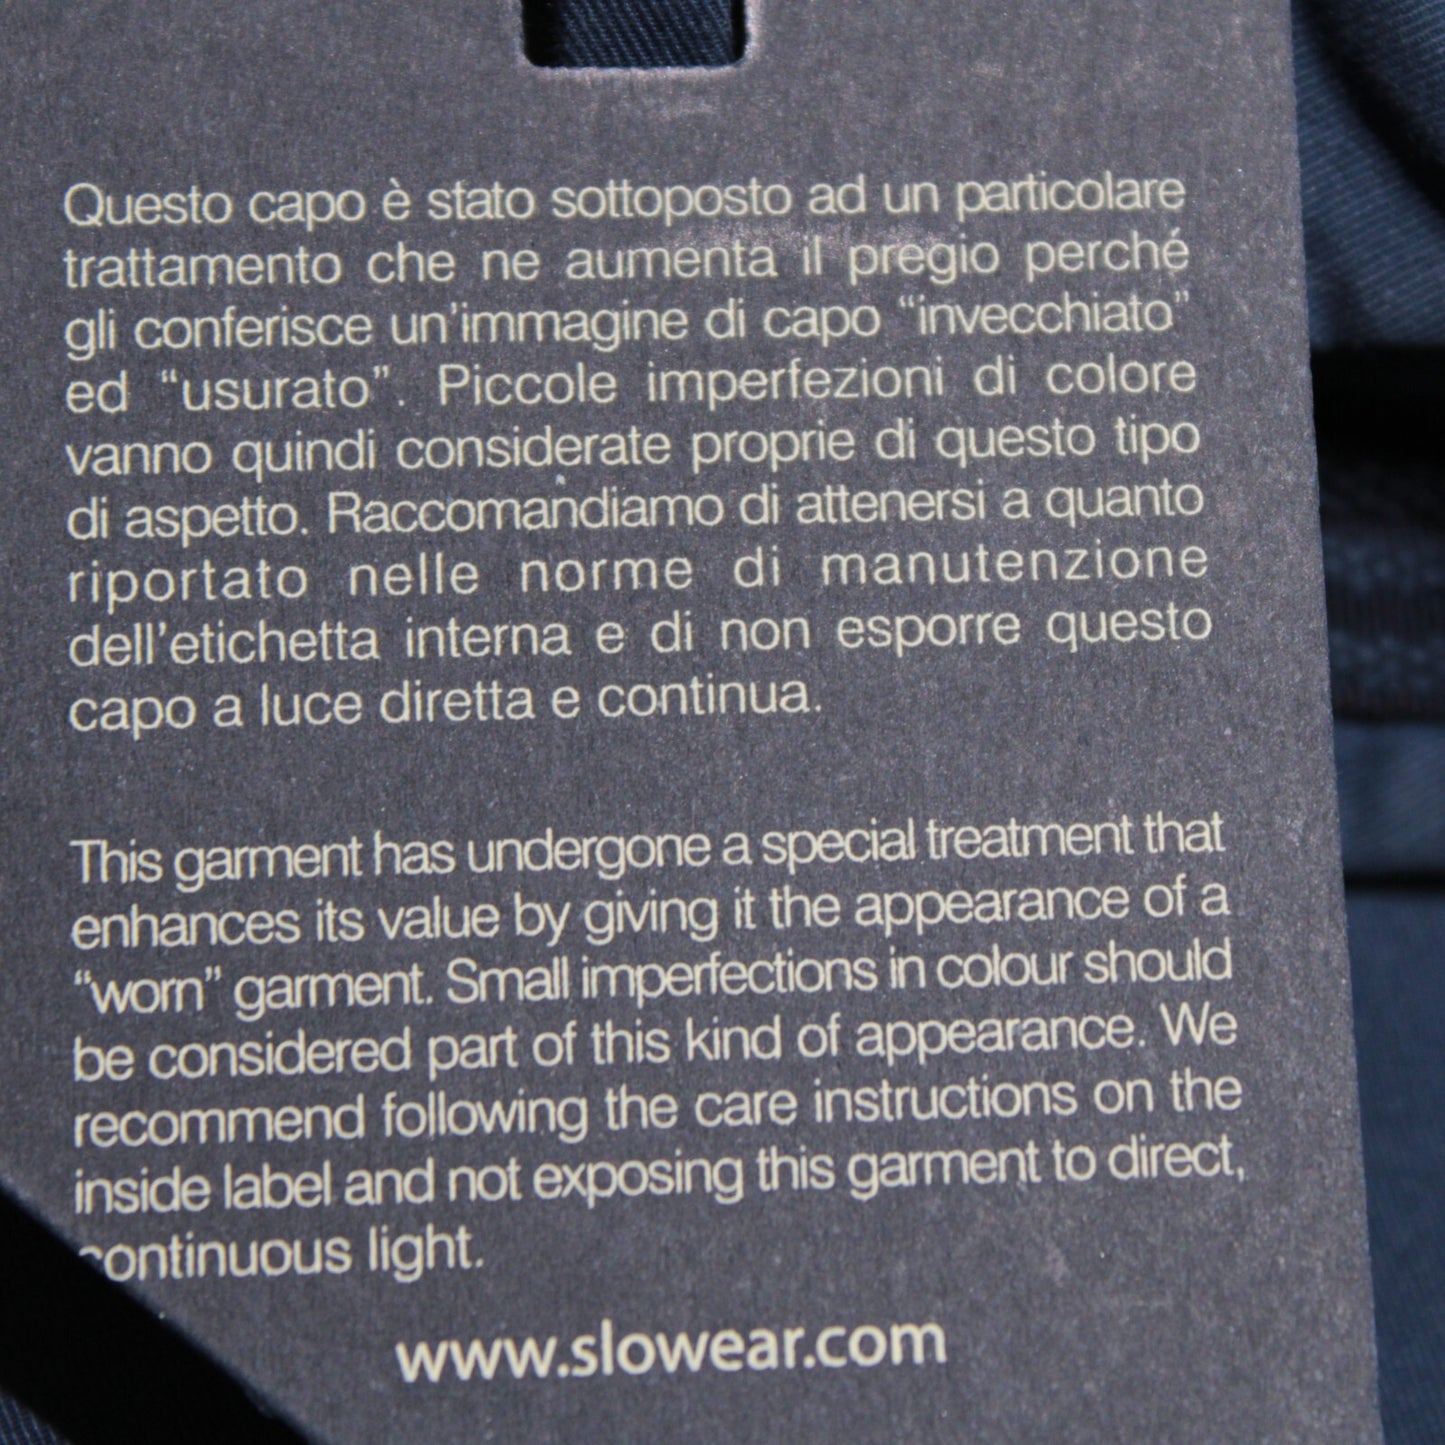 Questo capo è stato sottoposto ad un particolare
trattamento che ne aumenta il pregio perché
gli conferisce un'immagine di capo “invecchiato”
ed “usurato”. Piccole imperfezioni di colore
vanno quindi considerate proprie di questo tipo
di aspetto. Raccomandiamo di attenersi a quanto
riportato nelle norme di manutenzione
dell'etichetta interna e di non esporre questo
capo a luce diretta e continua.
This garment has undergone a special treatment that
enhances its value by giving it the appearance of a
“worn” garment. Small imperfections in colour should
be considered part of this kind of appearance. We
recommend following the care instructions on the
inside label and not exposing this garment to direct,
continuous light.
www.slowear.com